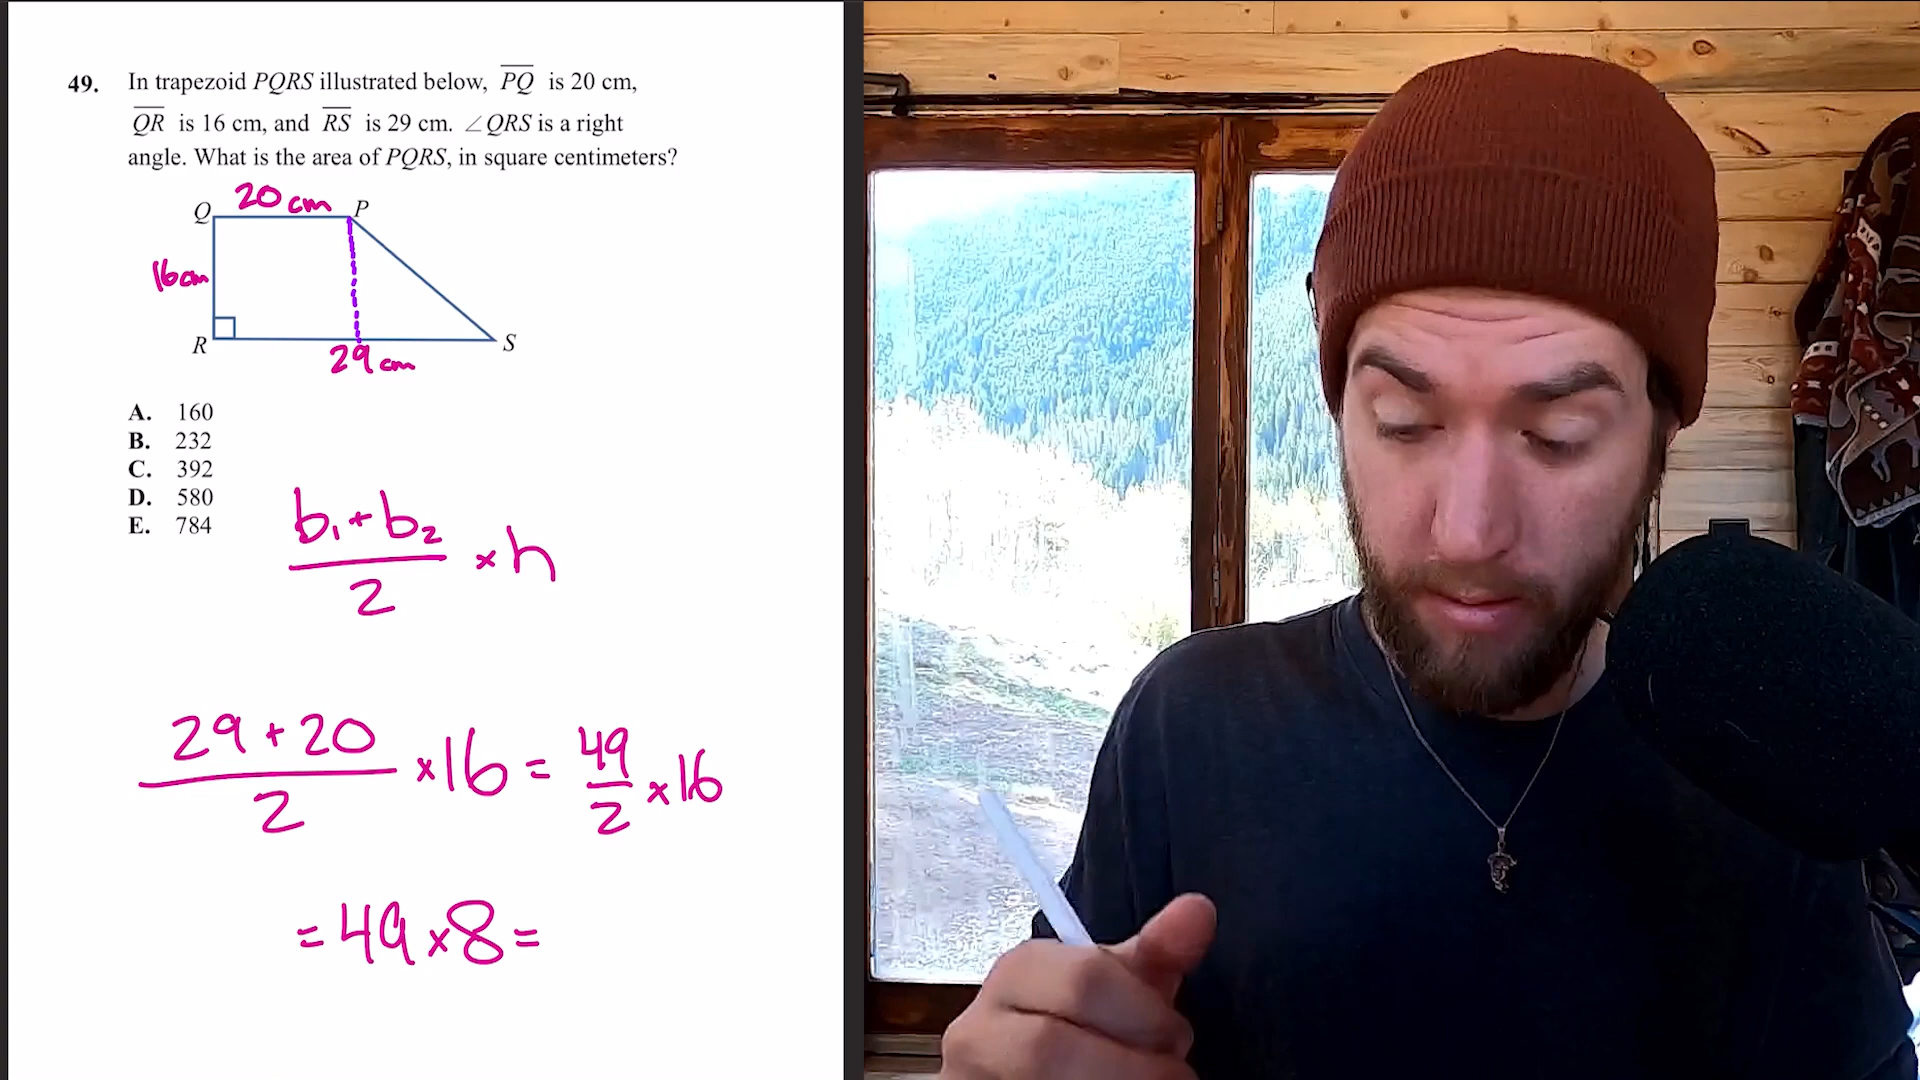 49. In trapezoid PQRS illustrated below, PQ is 20 cm,
QR is 16 cm, and RS is 29 cm. ∠QRS is a right
angle. What is the area of PQRS, in square centimeters?
20 cm
Q P
16cm
R S
29 cm
A. 160
B. 232
C. 392
D. 580
E. 784
b₁+b₂/2 × h
29+20/2 ×16 = 49/2 ×16
=49×8=